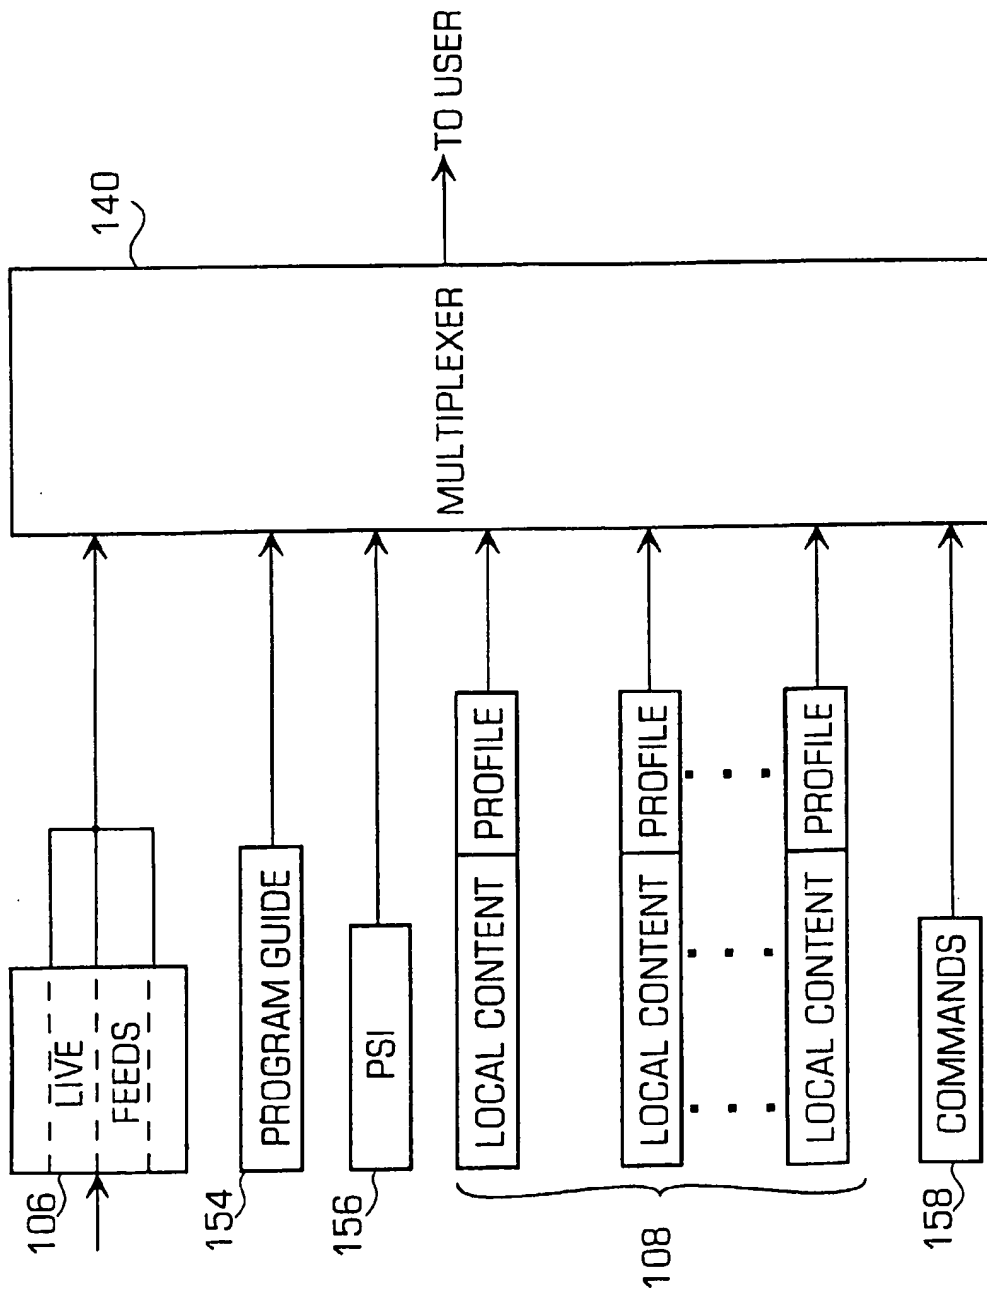 106
LIVE
FEEDS
154
PROGRAM GUIDE
156
PSI
108
LOCAL CONTENT PROFILE
LOCAL CONTENT PROFILE
LOCAL CONTENT PROFILE
158
COMMANDS
140
MULTIPLEXER
TO USER